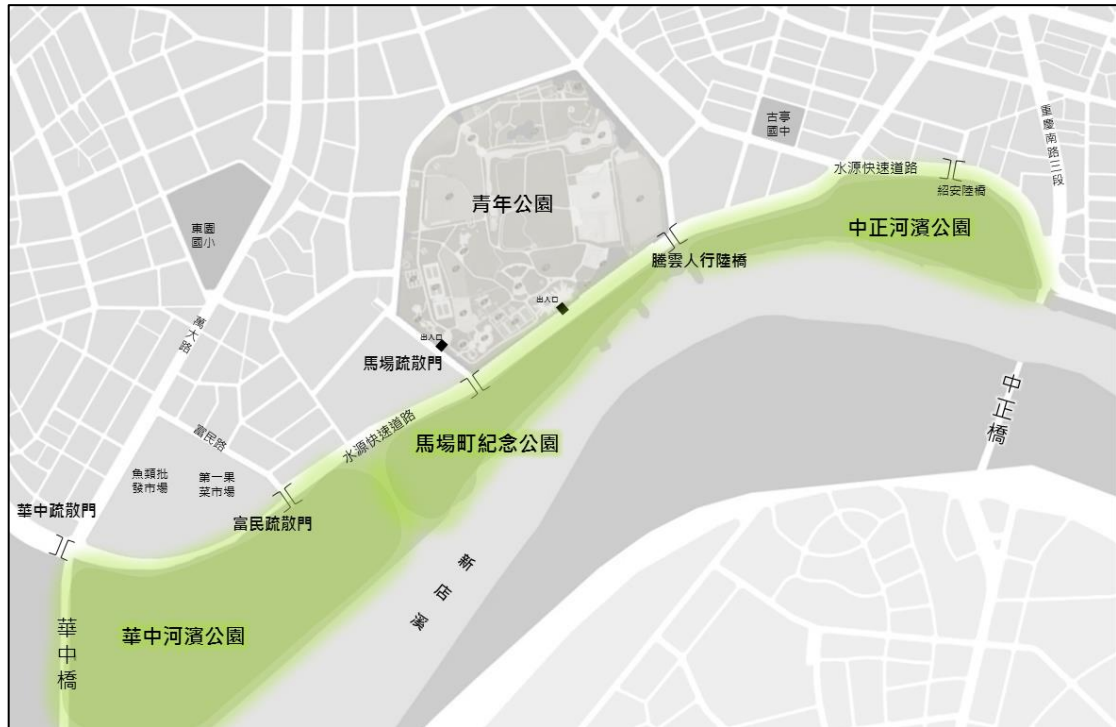 古亭
國中
重慶南路三段
水源快速道路
紹安陸橋
青年公園
中正河濱公園
東園
國小
騰雲人行陸橋
出入口
出入口
萬大路
馬場疏散門
中正橋
水源快速道路
富民路
馬場町紀念公園
魚類批
發市場
第一果
菜市場
華中疏散門
富民疏散門
新店溪
華中橋
華中河濱公園